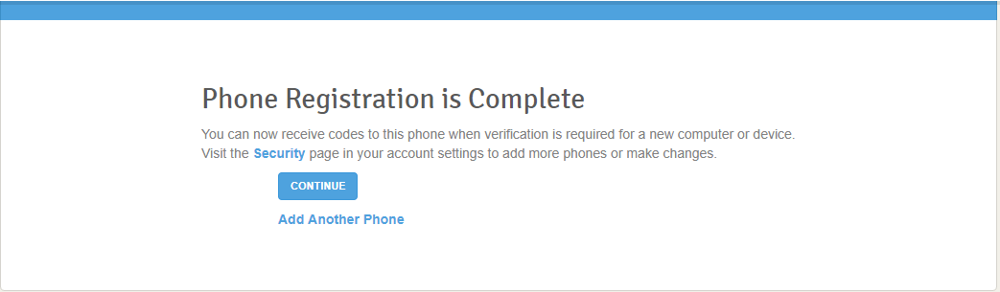 Phone Registration is Complete
You can now receive codes to this phone when verification is required for a new computer or device.
Visit the Security page in your account settings to add more phones or make changes.
CONTINUE
Add Another Phone